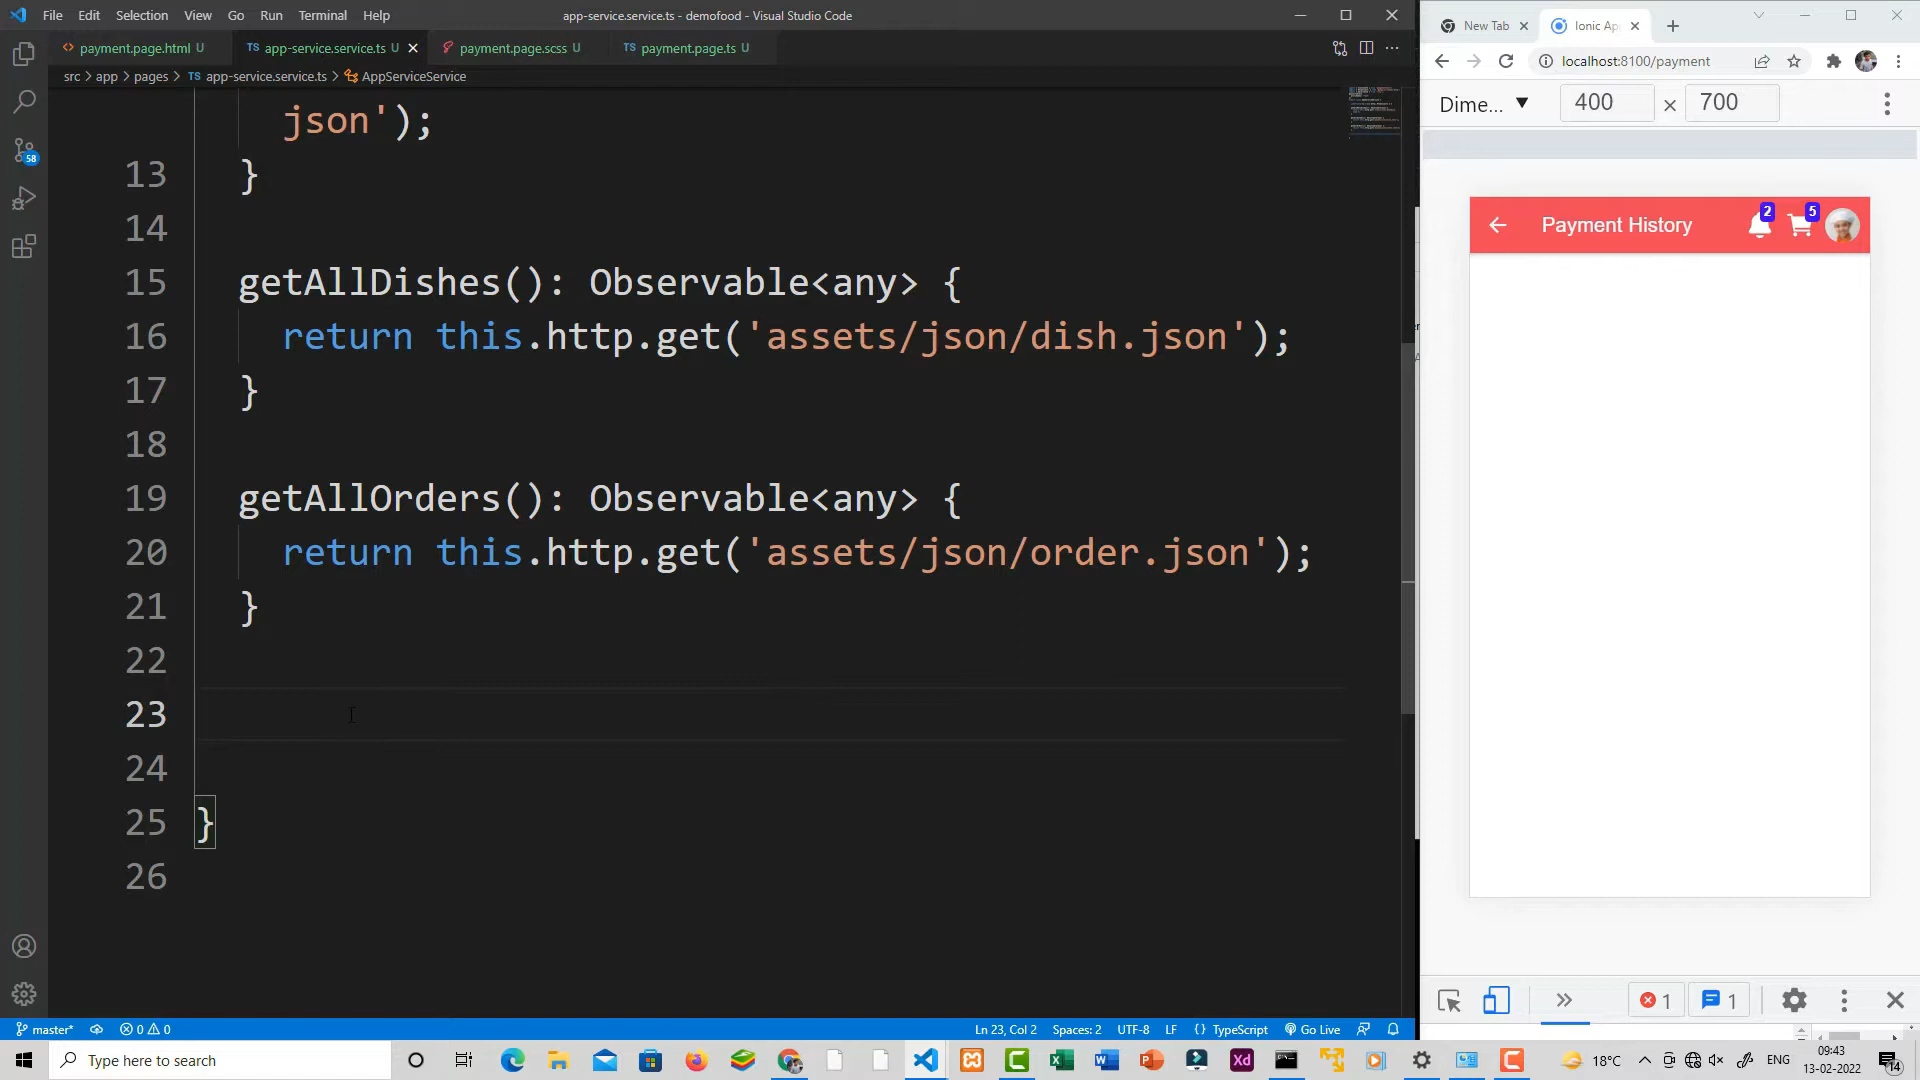 File Edit Selection View Go Run Terminal Help
app-service.service.ts - demofood - Visual Studio Code
payment.page.html U
TS app-service.service.ts U
payment.page.scss U
TS payment.page.ts U
src > app > pages > TS app-service.service.ts > AppServiceService
json');
13 }
14
15 getAllDishes(): Observable<any> {
16 return this.http.get('assets/json/dish.json');
17 }
18
19 getAllOrders(): Observable<any> {
20 return this.http.get('assets/json/order.json');
21 }
22
23
24
25 }
26
58
master*
0 0
Ln 23, Col 2 Spaces: 2 UTF-8 LF {} TypeScript Go Live
New Tab
Ionic Ap
localhost:8100/payment
Dime... 400 × 700
Payment History 2 5
1 1
Type here to search
Xd
18°C
ENG
09:43
13-02-2022
14